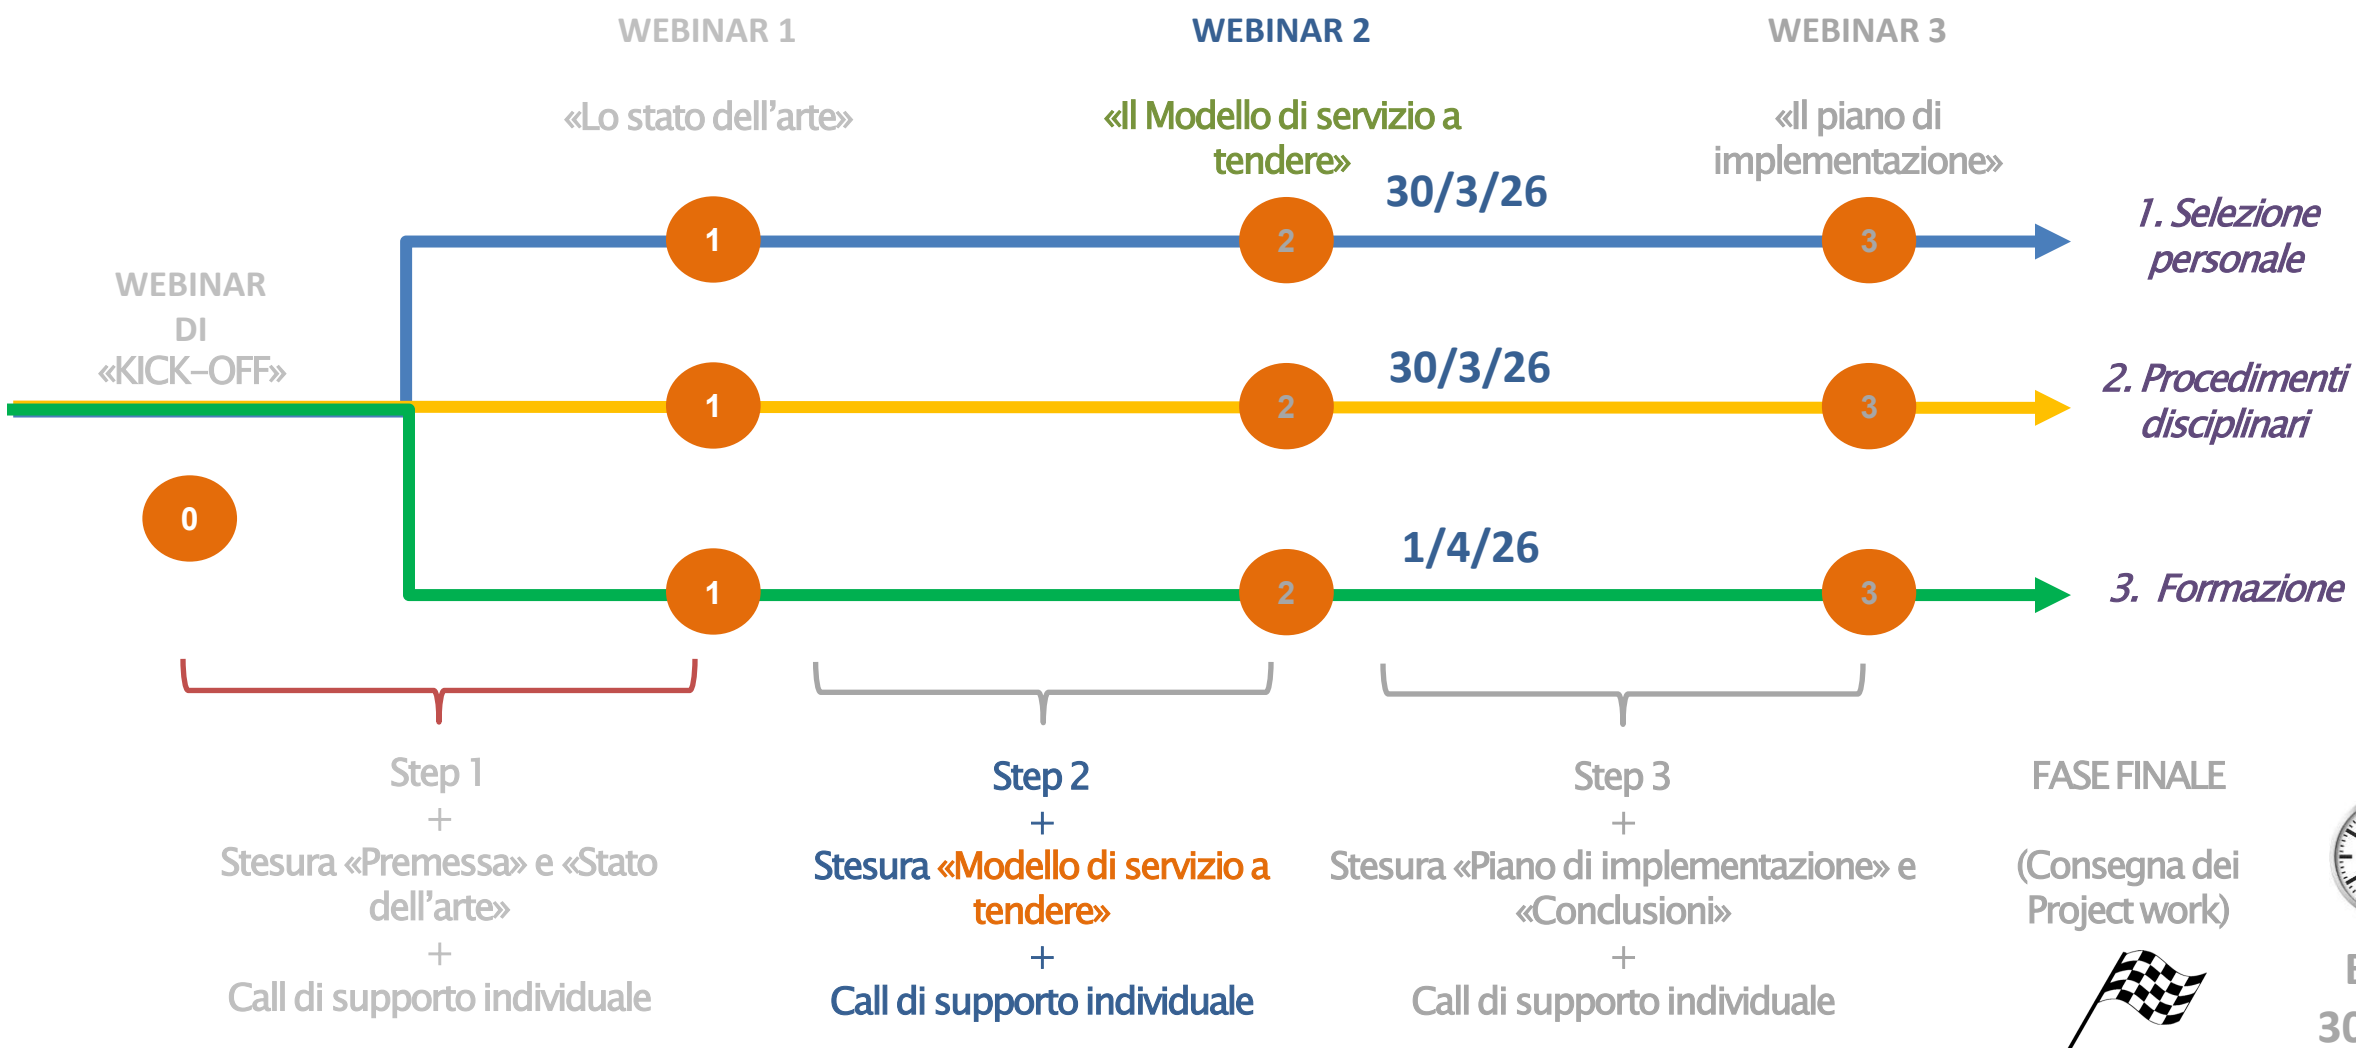 WEBINAR 1
WEBINAR 2
WEBINAR 3
«Lo stato dell'arte»
«Il Modello di servizio a
tendere»
«Il piano di
implementazione»
30/3/26
1
2
3
1. Selezione
personale
WEBINAR
DI
«KICK-OFF»
30/3/26
1
2
3
2. Procedimenti
disciplinari
0
1/4/26
1
2
3
3. Formazione
Step 1
+
Stesura «Premessa» e «Stato
dell'arte»
+
Call di supporto individuale
Step 2
+
Stesura «Modello di servizio a
tendere»
+
Call di supporto individuale
Step 3
+
Stesura «Piano di implementazione» e
«Conclusioni»
+
Call di supporto individuale
FASE FINALE
(Consegna dei
Project work)